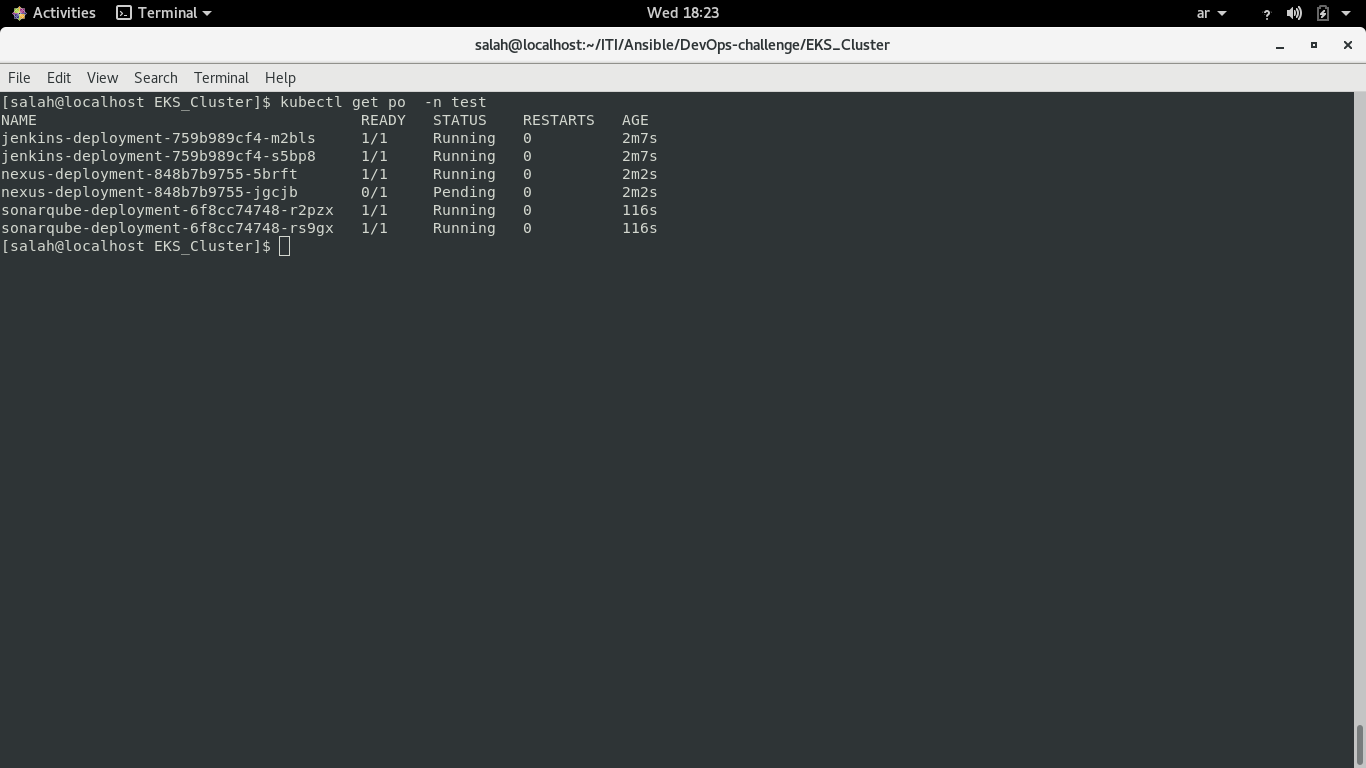 Activities Terminal Wed 18:23 ar ?
salah@localhost:~/ITI/Ansible/DevOps-challenge/EKS_Cluster
File Edit View Search Terminal Help
[salah@localhost EKS_Cluster]$ kubectl get po  -n test
NAME                                    READY   STATUS    RESTARTS   AGE
jenkins-deployment-759b989cf4-m2bls     1/1     Running   0          2m7s
jenkins-deployment-759b989cf4-s5bp8     1/1     Running   0          2m7s
nexus-deployment-848b7b9755-5brft       1/1     Running   0          2m2s
nexus-deployment-848b7b9755-jgcjb       0/1     Pending   0          2m2s
sonarqube-deployment-6f8cc74748-r2pzx   1/1     Running   0          116s
sonarqube-deployment-6f8cc74748-rs9gx   1/1     Running   0          116s
[salah@localhost EKS_Cluster]$